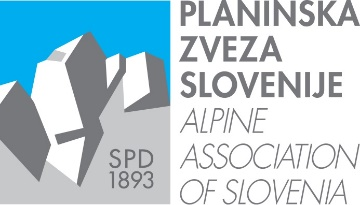 SPD
1893
PLANINSKA
ZVEZA
SLOVENIJE
ALPINE
ASSOCIATION
OF SLOVENIA